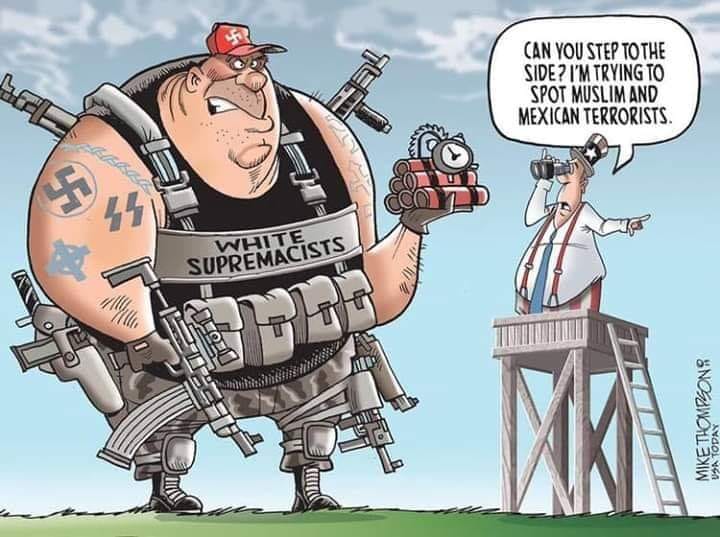 CAN YOU STEP TO THE
SIDE? I'M TRYING TO
SPOT MUSLIM AND
MEXICAN TERRORISTS.
WHITE
SUPREMACISTS
MIKE THOMPSON
USA TODAY